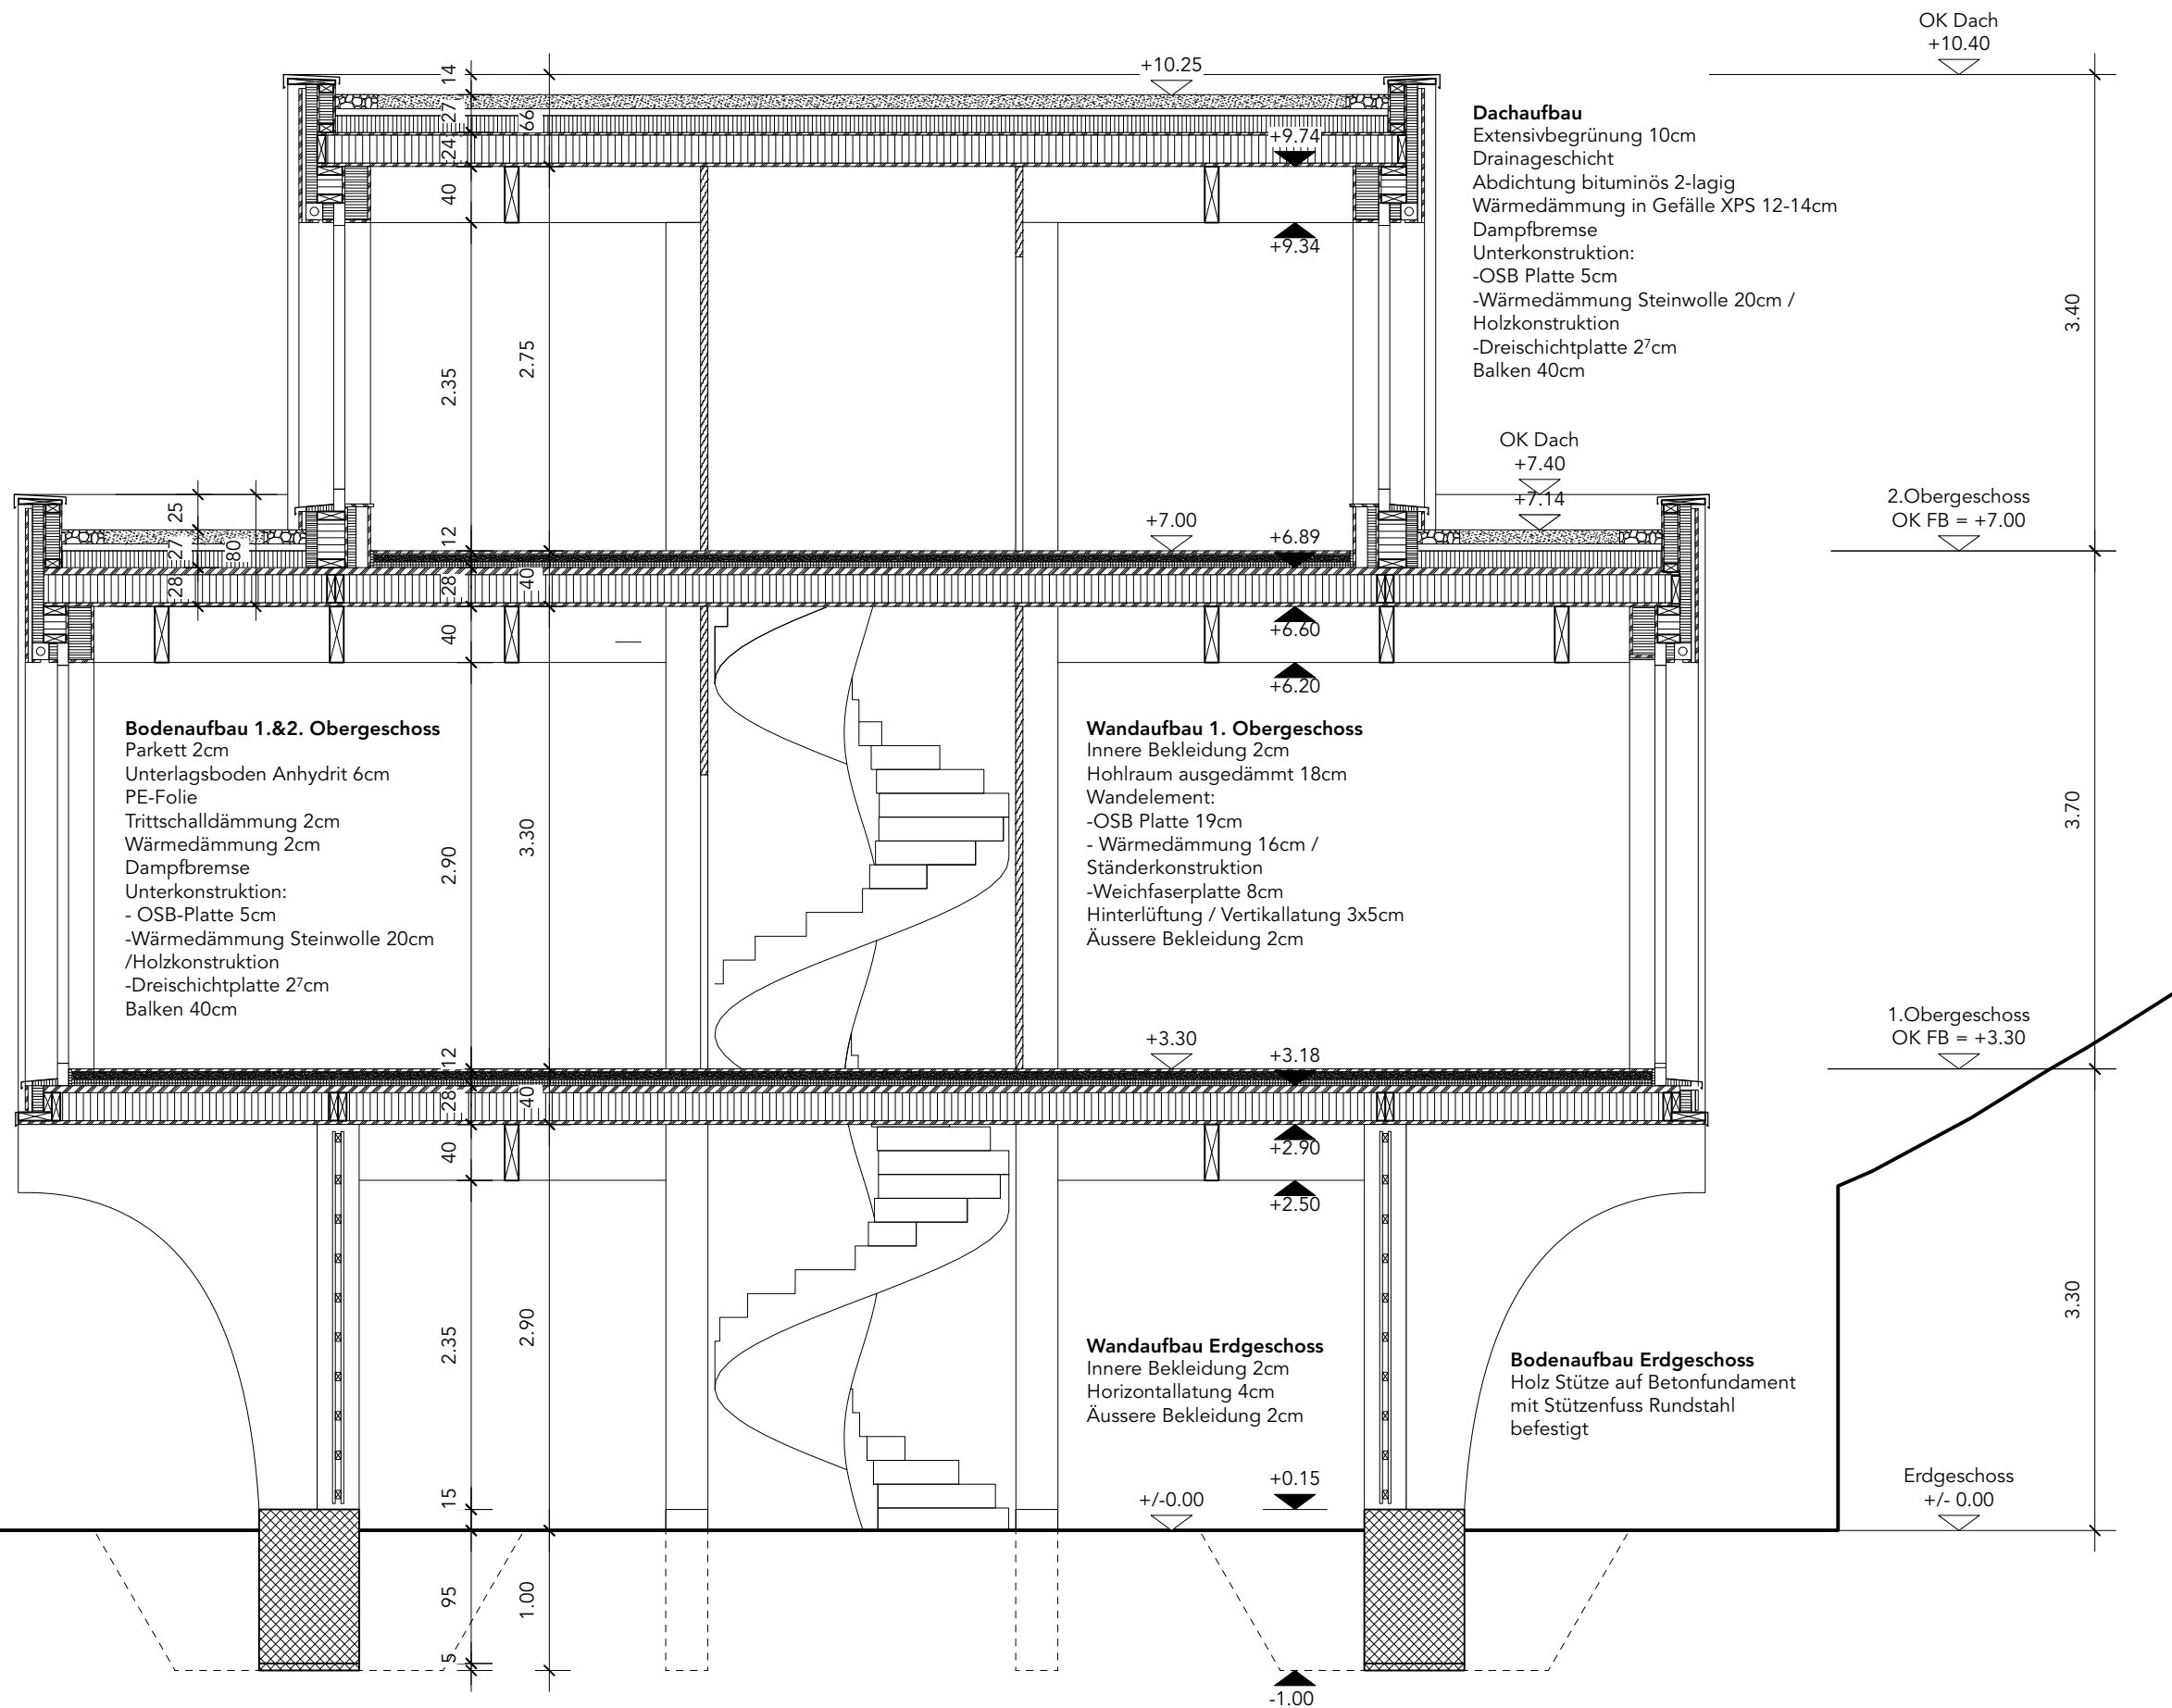 OK Dach
+10.40
+10.25
14
27
66
24
+9.74
40
+9.34
Dachaufbau
Extensivbegrünung 10cm
Drainageschicht
Abdichtung bituminös 2-lagig
Wärmedämmung in Gefälle XPS 12-14cm
Dampfbremse
Unterkonstruktion:
-OSB Platte 5cm
-Wärmedämmung Steinwolle 20cm /
Holzkonstruktion
-Dreischichtplatte 2⁷cm
Balken 40cm
3.40
2.35
2.75
OK Dach
+7.40
+7.14
2.Obergeschoss
OK FB = +7.00
25
27
80
28
12
28
40
+7.00
+6.89
40
+6.60
+6.20
Bodenaufbau 1.&2. Obergeschoss
Parkett 2cm
Unterlagsboden Anhydrit 6cm
PE-Folie
Trittschalldämmung 2cm
Wärmedämmung 2cm
Dampfbremse
Unterkonstruktion:
- OSB-Platte 5cm
-Wärmedämmung Steinwolle 20cm
/Holzkonstruktion
-Dreischichtplatte 2⁷cm
Balken 40cm
2.90
3.30
Wandaufbau 1. Obergeschoss
Innere Bekleidung 2cm
Hohlraum ausgedämmt 18cm
Wandelement:
-OSB Platte 19cm
- Wärmedämmung 16cm /
Ständerkonstruktion
-Weichfaserplatte 8cm
Hinterlüftung / Vertikallatung 3x5cm
Äussere Bekleidung 2cm
3.70
1.Obergeschoss
OK FB = +3.30
12
28
40
+3.30
+3.18
40
+2.90
+2.50
2.35
2.90
Wandaufbau Erdgeschoss
Innere Bekleidung 2cm
Horizontallatung 4cm
Äussere Bekleidung 2cm
Bodenaufbau Erdgeschoss
Holz Stütze auf Betonfundament
mit Stützenfuss Rundstahl
befestigt
3.30
15
+/-0.00
+0.15
Erdgeschoss
+/- 0.00
95
1.00
5
-1.00